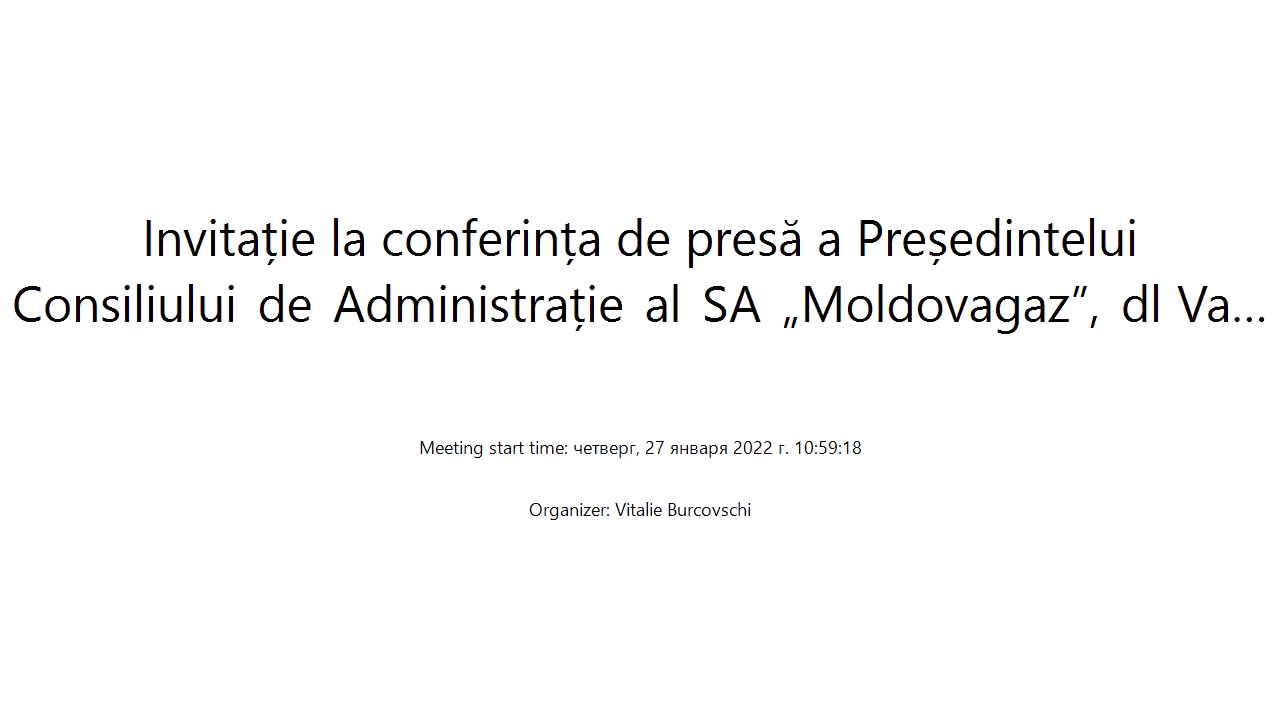 Invitație la conferința de presă a Președintelui
Consiliului de Administrație al SA „Moldovagaz”, dl Va...
Meeting start time: четверг, 27 января 2022 г. 10:59:18
Organizer: Vitalie Burcovschi